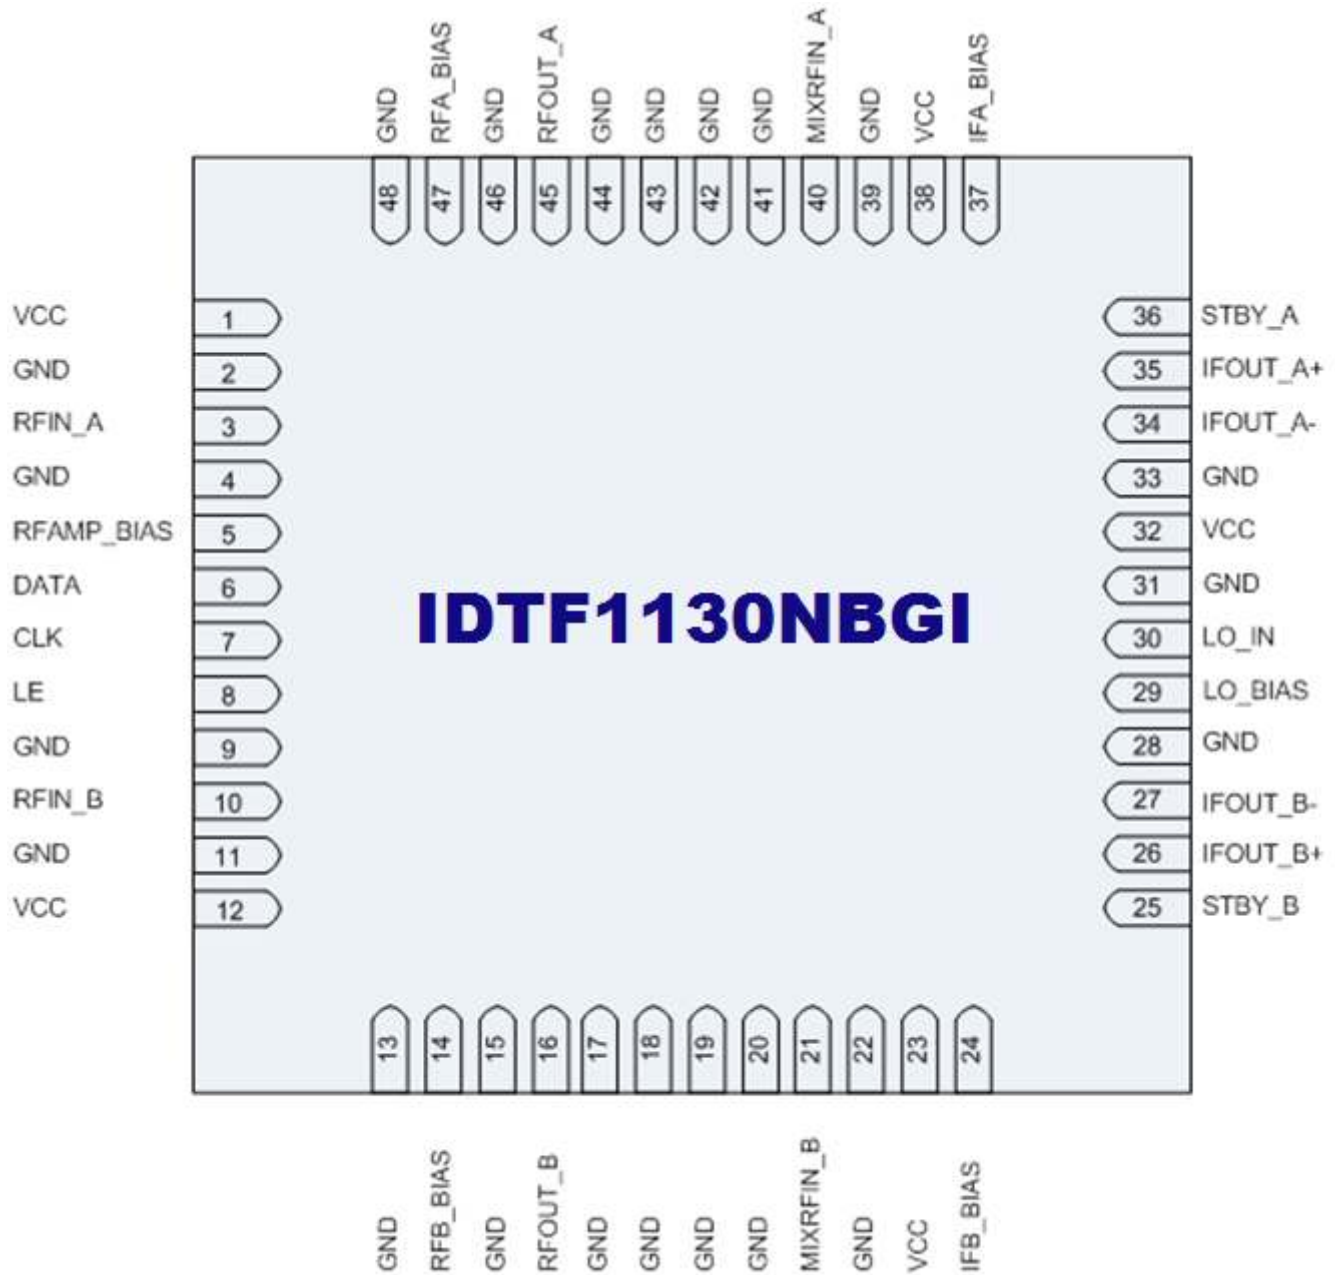 GND
RFA_BIAS
GND
RFOUT_A
GND
GND
GND
GND
MIXRFIN_A
GND
VCC
IFA_BIAS
48
47
46
45
44
43
42
41
40
39
38
37
VCC 1
GND 2
RFIN_A 3
GND 4
RFAMP_BIAS 5
DATA 6
CLK 7
LE 8
GND 9
RFIN_B 10
GND 11
VCC 12
IDTF1130NBGI
36 STBY_A
35 IFOUT_A+
34 IFOUT_A-
33 GND
32 VCC
31 GND
30 LO_IN
29 LO_BIAS
28 GND
27 IFOUT_B-
26 IFOUT_B+
25 STBY_B
13
14
15
16
17
18
19
20
21
22
23
24
GND
RFB_BIAS
GND
RFOUT_B
GND
GND
GND
GND
MIXRFIN_B
GND
VCC
IFB_BIAS